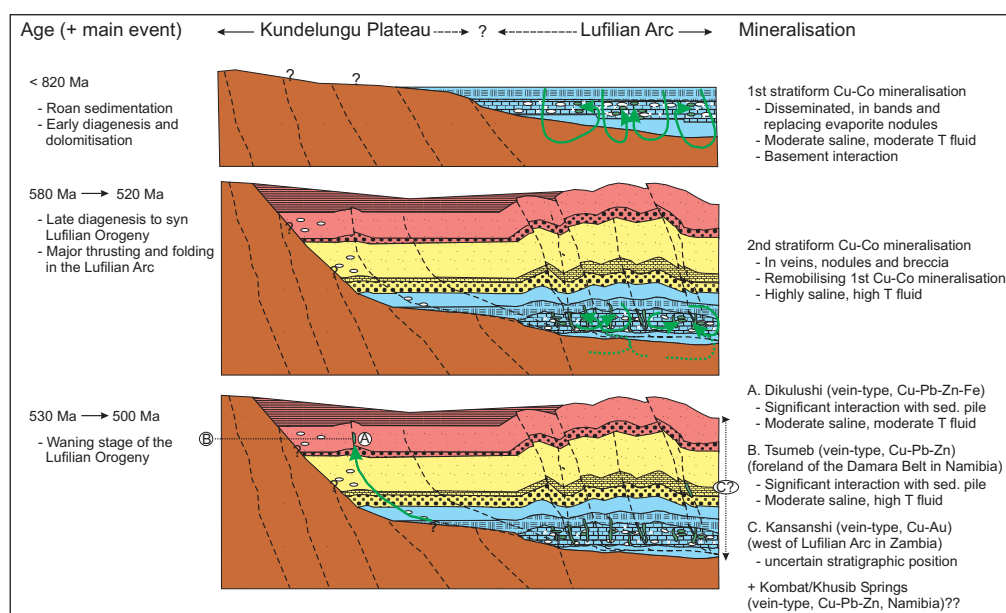 Age (+ main event)
Kundelungu Plateau
?
Lufilian Arc
Mineralisation
< 820 Ma
- Roan sedimentation
- Early diagenesis and
dolomitisation
?
?
1st stratiform Cu-Co mineralisation
- Disseminated, in bands and
replacing evaporite nodules
- Moderate saline, moderate T fluid
- Basement interaction
580 Ma → 520 Ma
- Late diagenesis to syn
Lufilian Orogeny
- Major thrusting and folding
in the Lufilian Arc
?
2nd stratiform Cu-Co mineralisation
- In veins, nodules and breccia
- Remobilising 1st Cu-Co mineralisation
- Highly saline, high T fluid
530 Ma → 500 Ma
- Waning stage of the
Lufilian Orogeny
B
A
?
?
C?
A. Dikulushi (vein-type, Cu-Pb-Zn-Fe)
- Significant interaction with sed. pile
- Moderate saline, moderate T fluid
B. Tsumeb (vein-type, Cu-Pb-Zn)
(foreland of the Damara Belt in Namibia)
- Significant interaction with sed. pile
- Moderate saline, high T fluid
C. Kansanshi (vein-type, Cu-Au)
(west of Lufilian Arc in Zambia)
- uncertain stratigraphic position
+ Kombat/Khusib Springs
(vein-type, Cu-Pb-Zn, Namibia)??